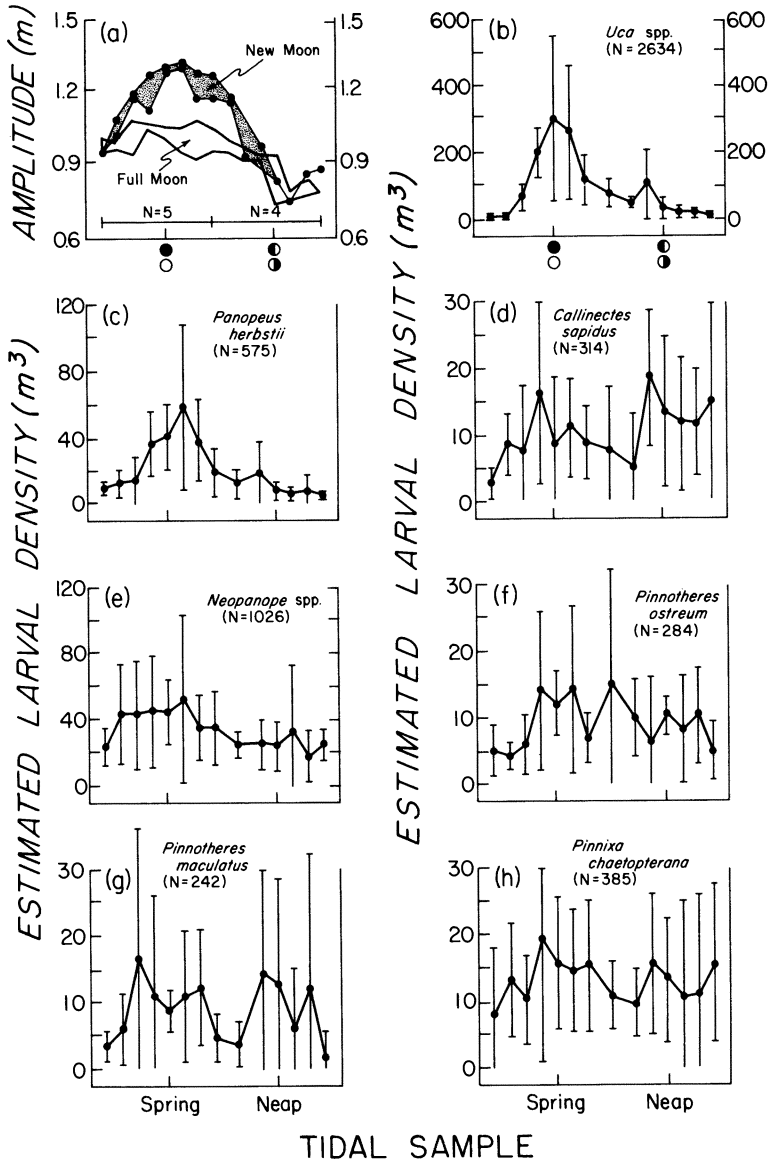 AMPLITUDE (m)
1.5
1.2
0.9
0.6
(a)
New Moon
Full Moon
N=5
N=4
1.5
1.2
0.9
0.6
ESTIMATED LARVAL DENSITY (m3)
600
400
200
0
(b)
Uca spp.
(N=2634)
600
400
200
0
ESTIMATED LARVAL DENSITY (m3)
120
80
40
0
(c)
Panopeus
herbstii
(N=575)
30
20
10
0
(d)
Callinectes
sapidus
(N=314)
120
80
40
0
(e)
Neopanope spp.
(N=1026)
30
20
10
0
(f)
Pinnotheres
ostreum
(N=284)
30
20
10
0
(g)
Pinnotheres
maculatus
(N=242)
Spring
Neap
30
20
10
0
(h)
Pinnixa
chaetopterana
(N=385)
Spring
Neap
TIDAL SAMPLE